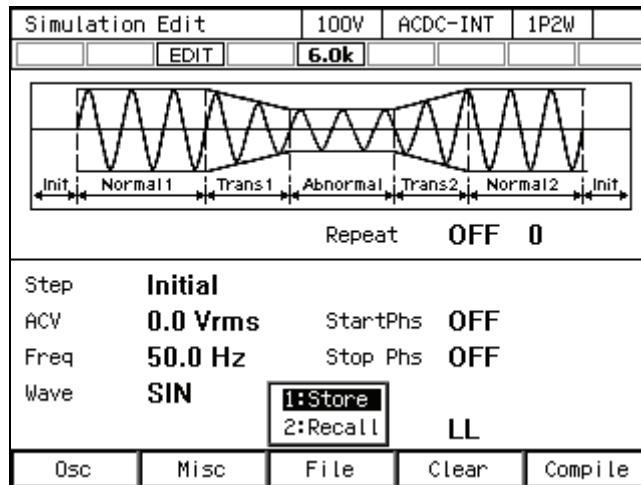 Simulation Edit 100V ACDC-INT 1P2W
EDIT 6.0k
Init Normal1 Trans1 Abnormal Trans2 Normal2 Init
Repeat OFF 0
Step Initial
ACV 0.0 Vrms StartPhs OFF
Freq 50.0 Hz Stop Phs OFF
Wave SIN
1:Store
2:Recall LL
Osc Misc File Clear Compile